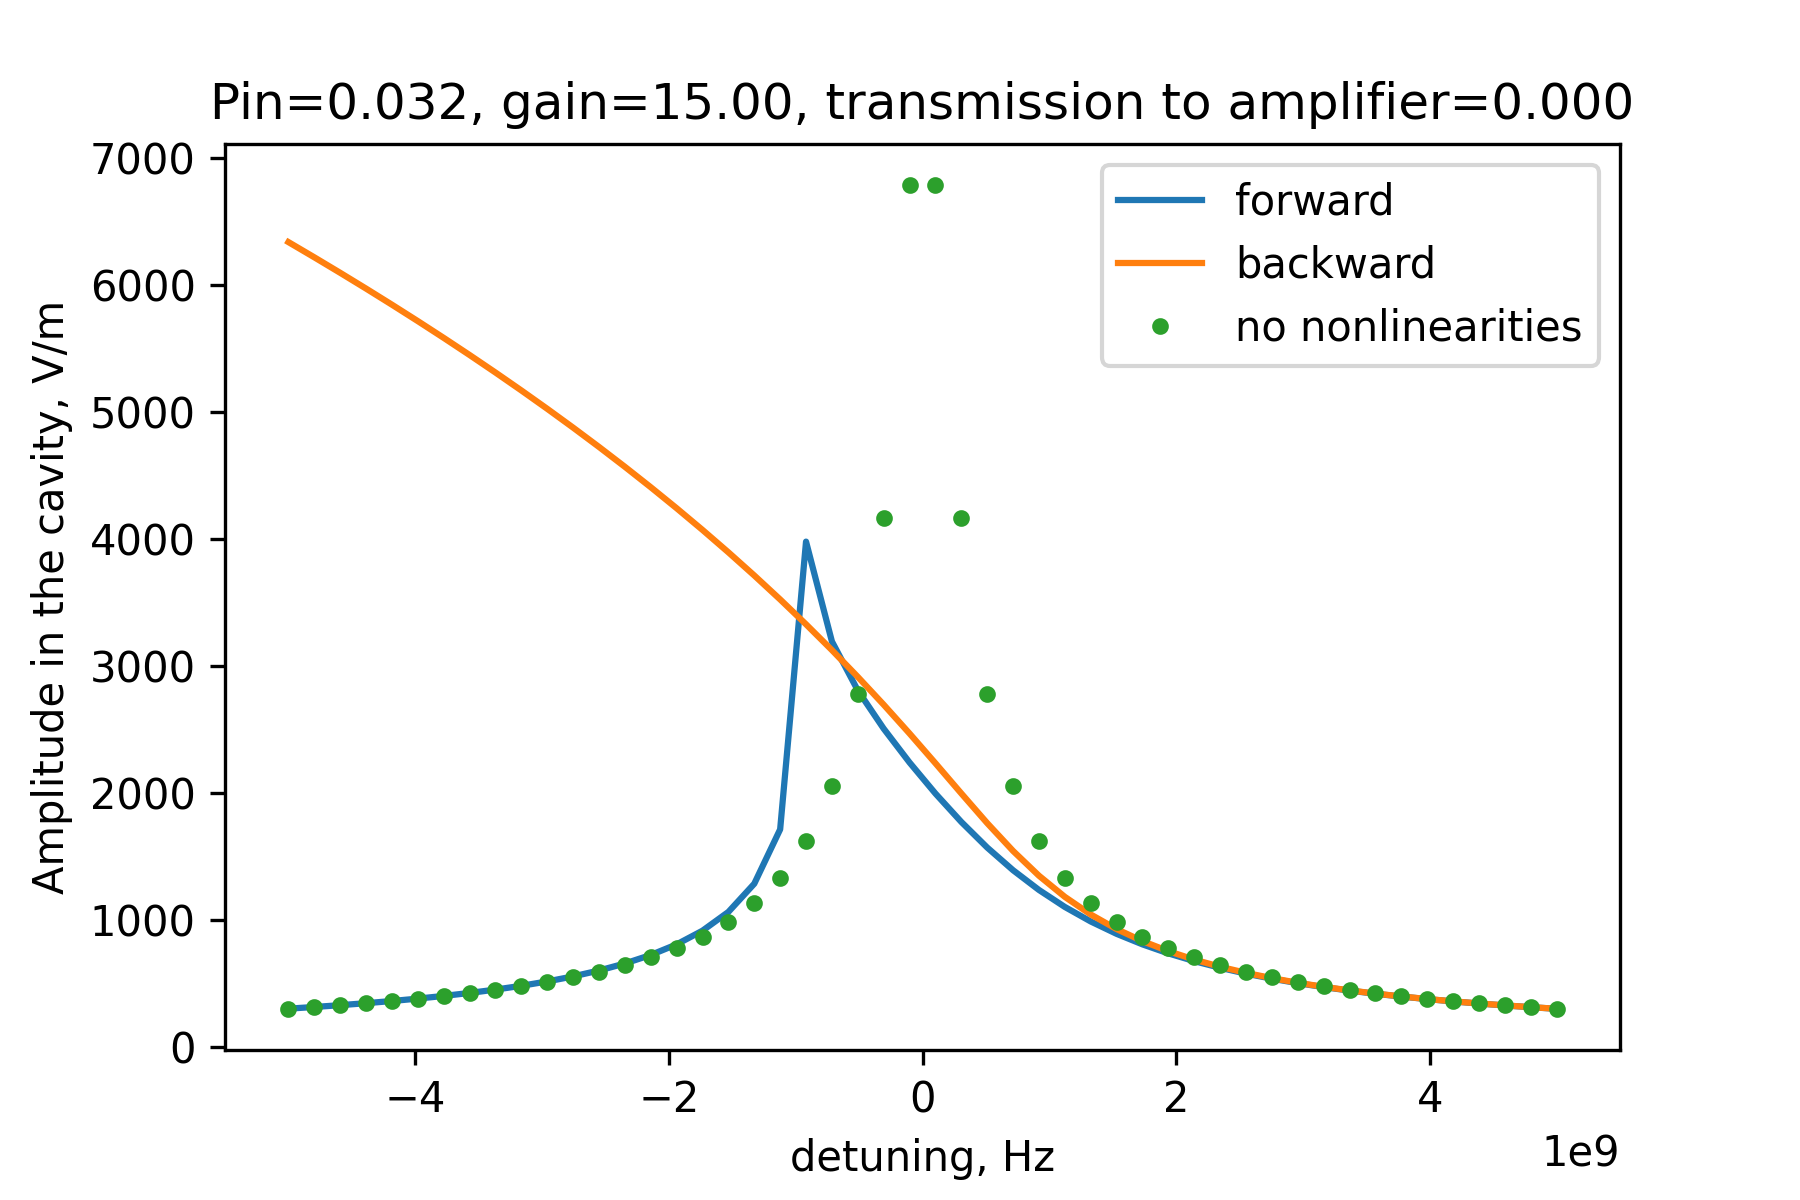 Pin=0.032, gain=15.00, transmission to amplifier=0.000
7000
6000
5000
4000
3000
2000
1000
0
Amplitude in the cavity, V/m
forward
backward
no nonlinearities
−4 −2 0 2 4
1e9
detuning, Hz